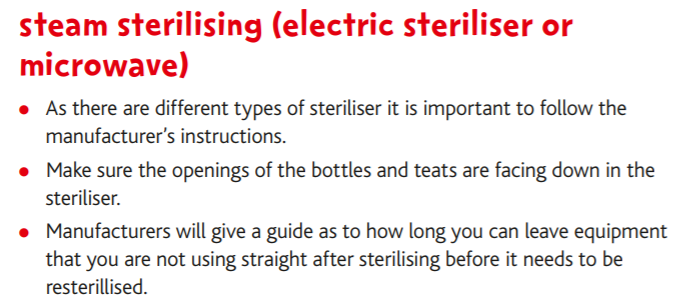 steam sterilising (electric steriliser or
microwave)
• As there are different types of steriliser it is important to follow the
manufacturer's instructions.
• Make sure the openings of the bottles and teats are facing down in the
steriliser.
• Manufacturers will give a guide as to how long you can leave equipment
that you are not using straight after sterilising before it needs to be
resterillised.